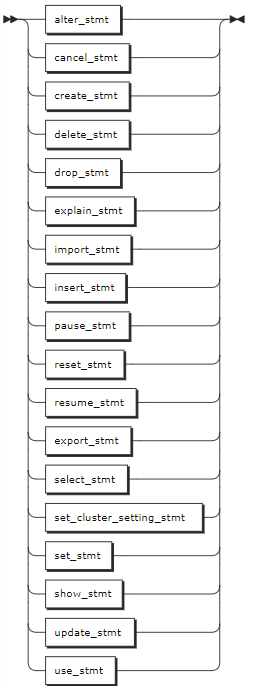 alter_stmt
cancel_stmt
create_stmt
delete_stmt
drop_stmt
explain_stmt
import_stmt
insert_stmt
pause_stmt
reset_stmt
resume_stmt
export_stmt
select_stmt
set_cluster_setting_stmt
set_stmt
show_stmt
update_stmt
use_stmt